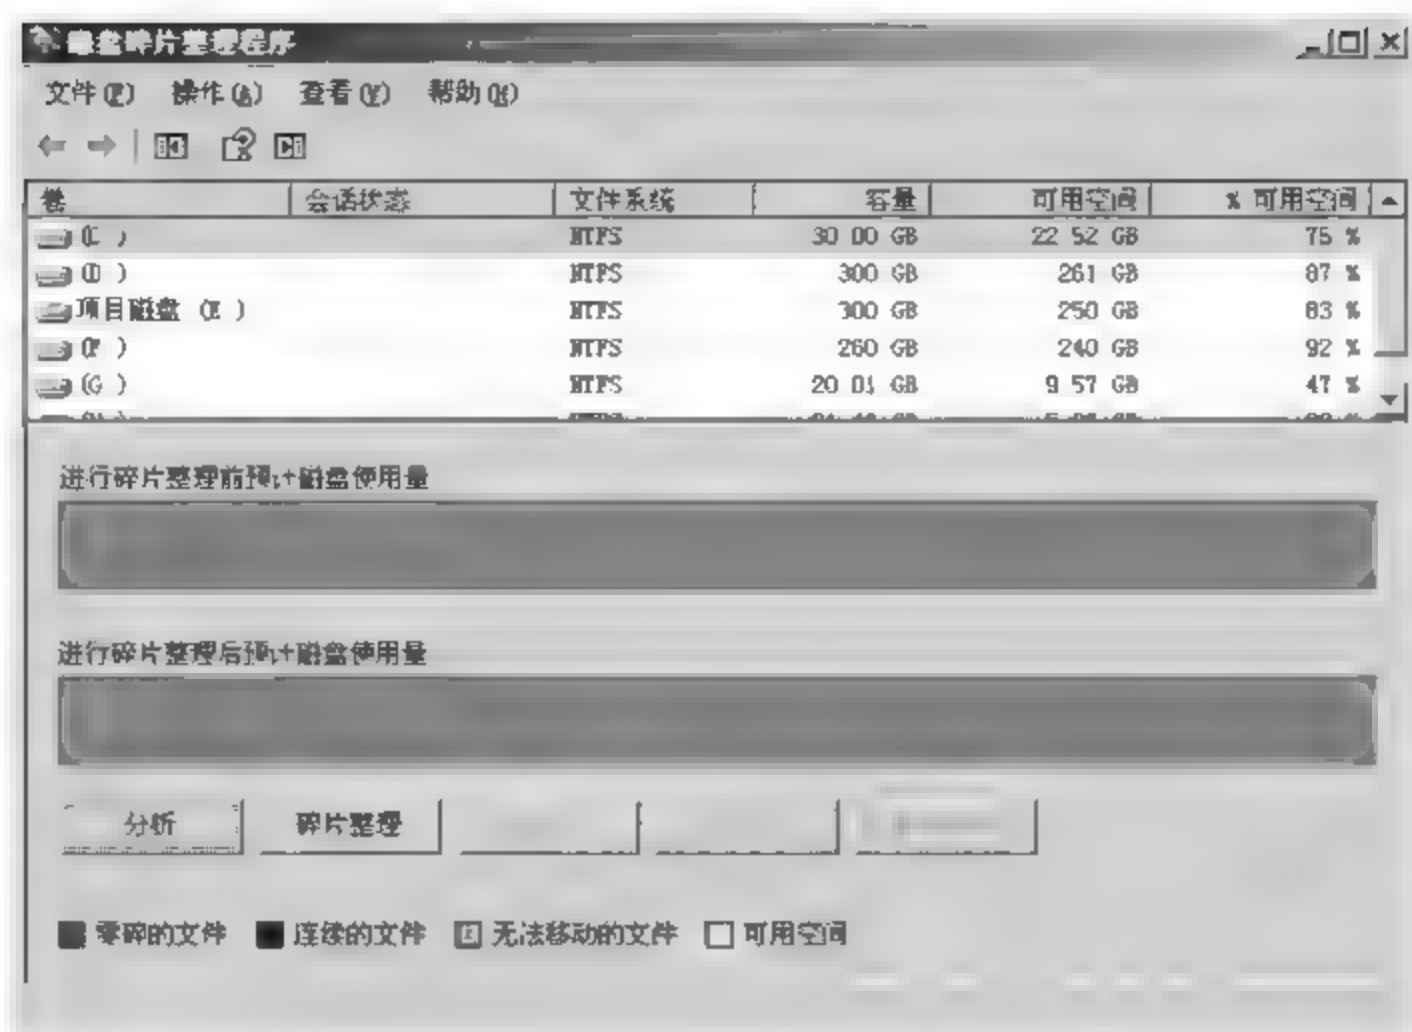 磁盘碎片整理程序
文件(F) 操作(A) 查看(V) 帮助(H)
卷 会话状态 文件系统 容量 可用空间 % 可用空间
(C ) NTFS 30 00 GB 22 52 GB 75 %
(D ) NTFS 300 GB 261 GB 87 %
项目磁盘 (E ) NTFS 300 GB 250 GB 83 %
(F ) NTFS 260 GB 240 GB 92 %
(G ) NTFS 20 01 GB 9 57 GB 47 %
进行碎片整理前预计磁盘使用量
进行碎片整理后预计磁盘使用量
分析 碎片整理
零碎的文件 连续的文件 无法移动的文件 可用空间